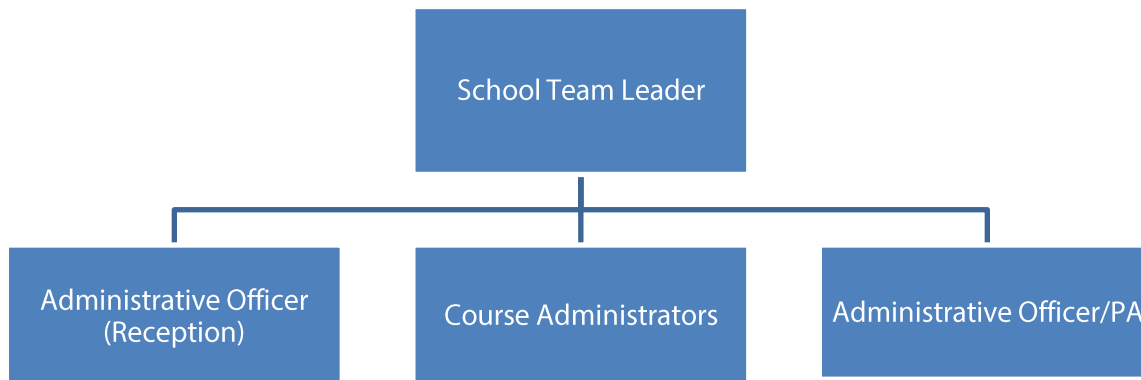 School Team Leader
Administrative Officer
(Reception)
Course Administrators
Administrative Officer/PA